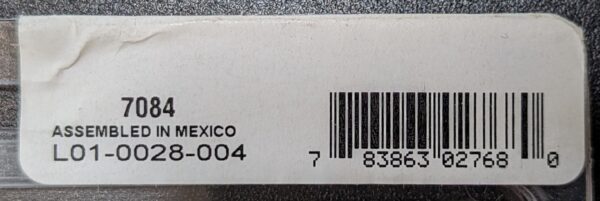 7084
ASSEMBLED IN MEXICO
L01-0028-004
7 83863 02768 0